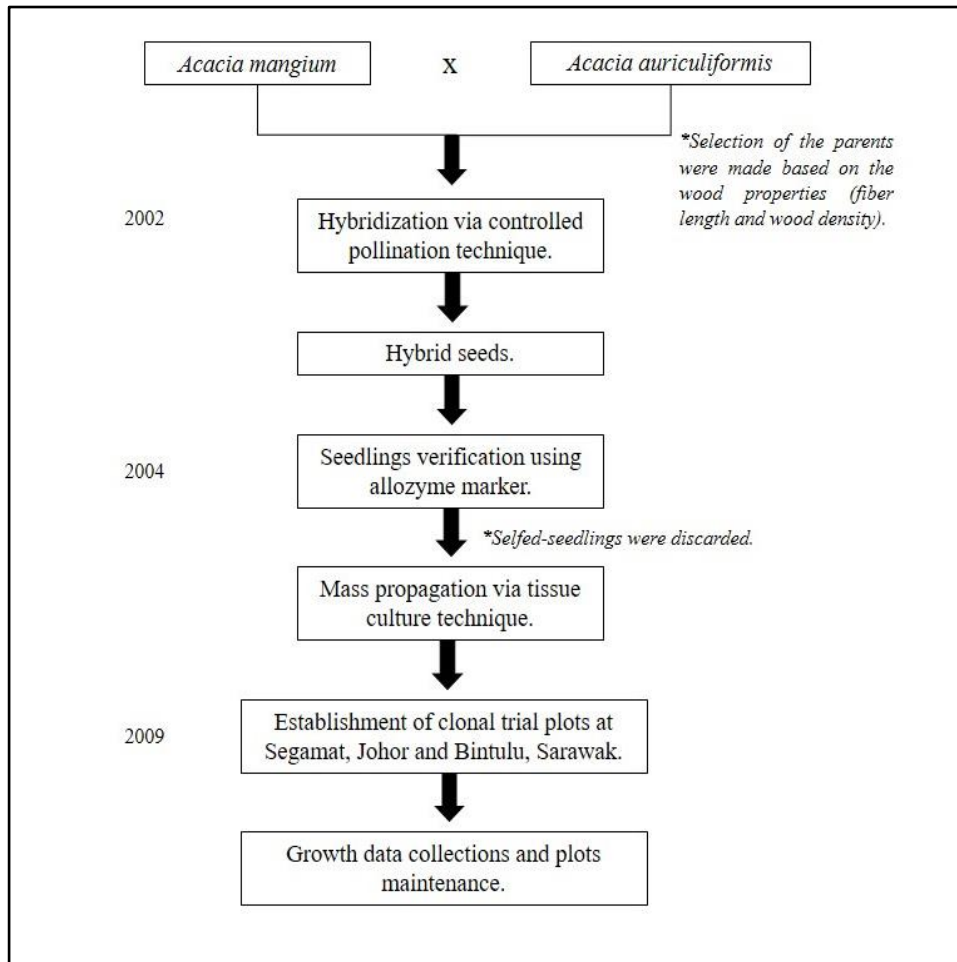 Acacia mangium
X
Acacia auriculiformis
*Selection of the parents
were made based on the
wood properties (fiber
length and wood density).
2002
Hybridization via controlled
pollination technique.
Hybrid seeds.
2004
Seedlings verification using
allozyme marker.
*Selfed-seedlings were discarded.
Mass propagation via tissue
culture technique.
2009
Establishment of clonal trial plots at
Segamat, Johor and Bintulu, Sarawak.
Growth data collections and plots
maintenance.